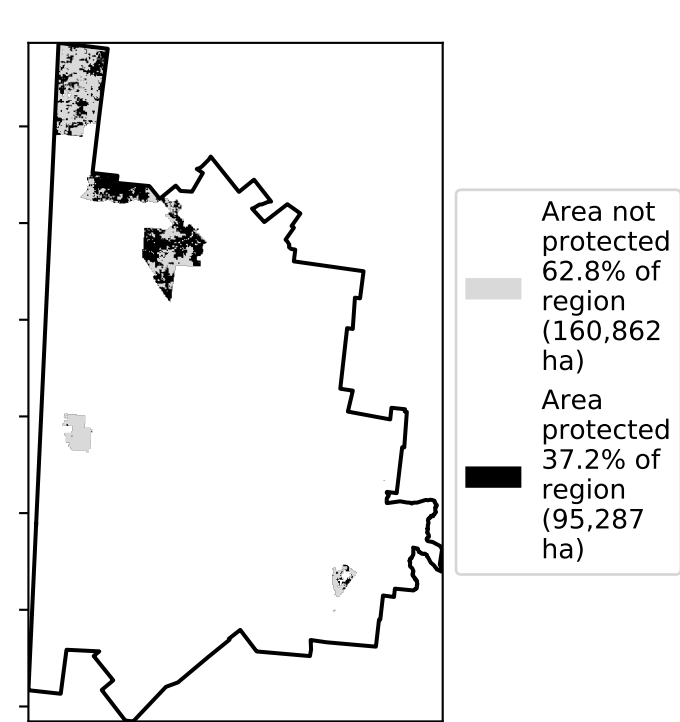 Area not
protected
62.8% of
region
(160,862
ha)
Area
protected
37.2% of
region
(95,287
ha)